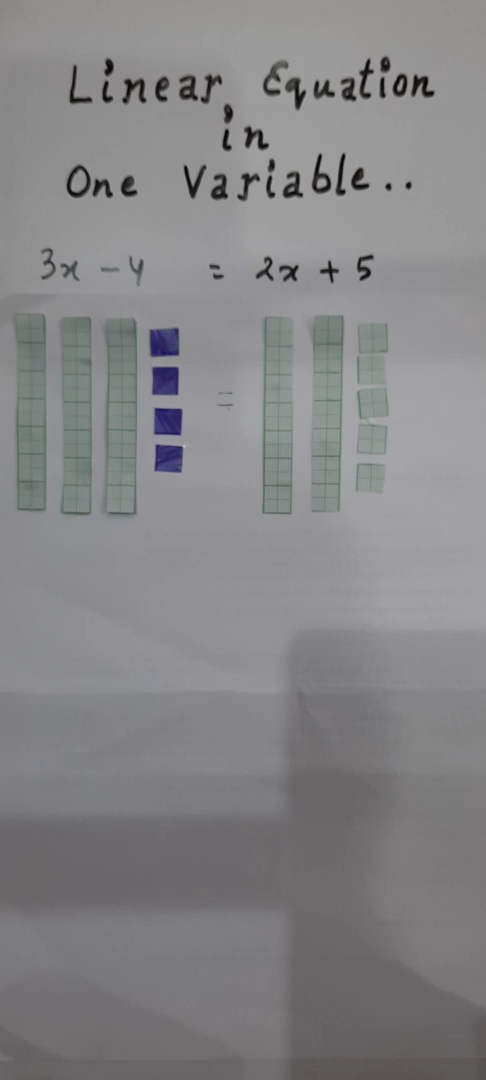 Linear Equation
in
One Variable..
3x - 4 = 2x + 5
=